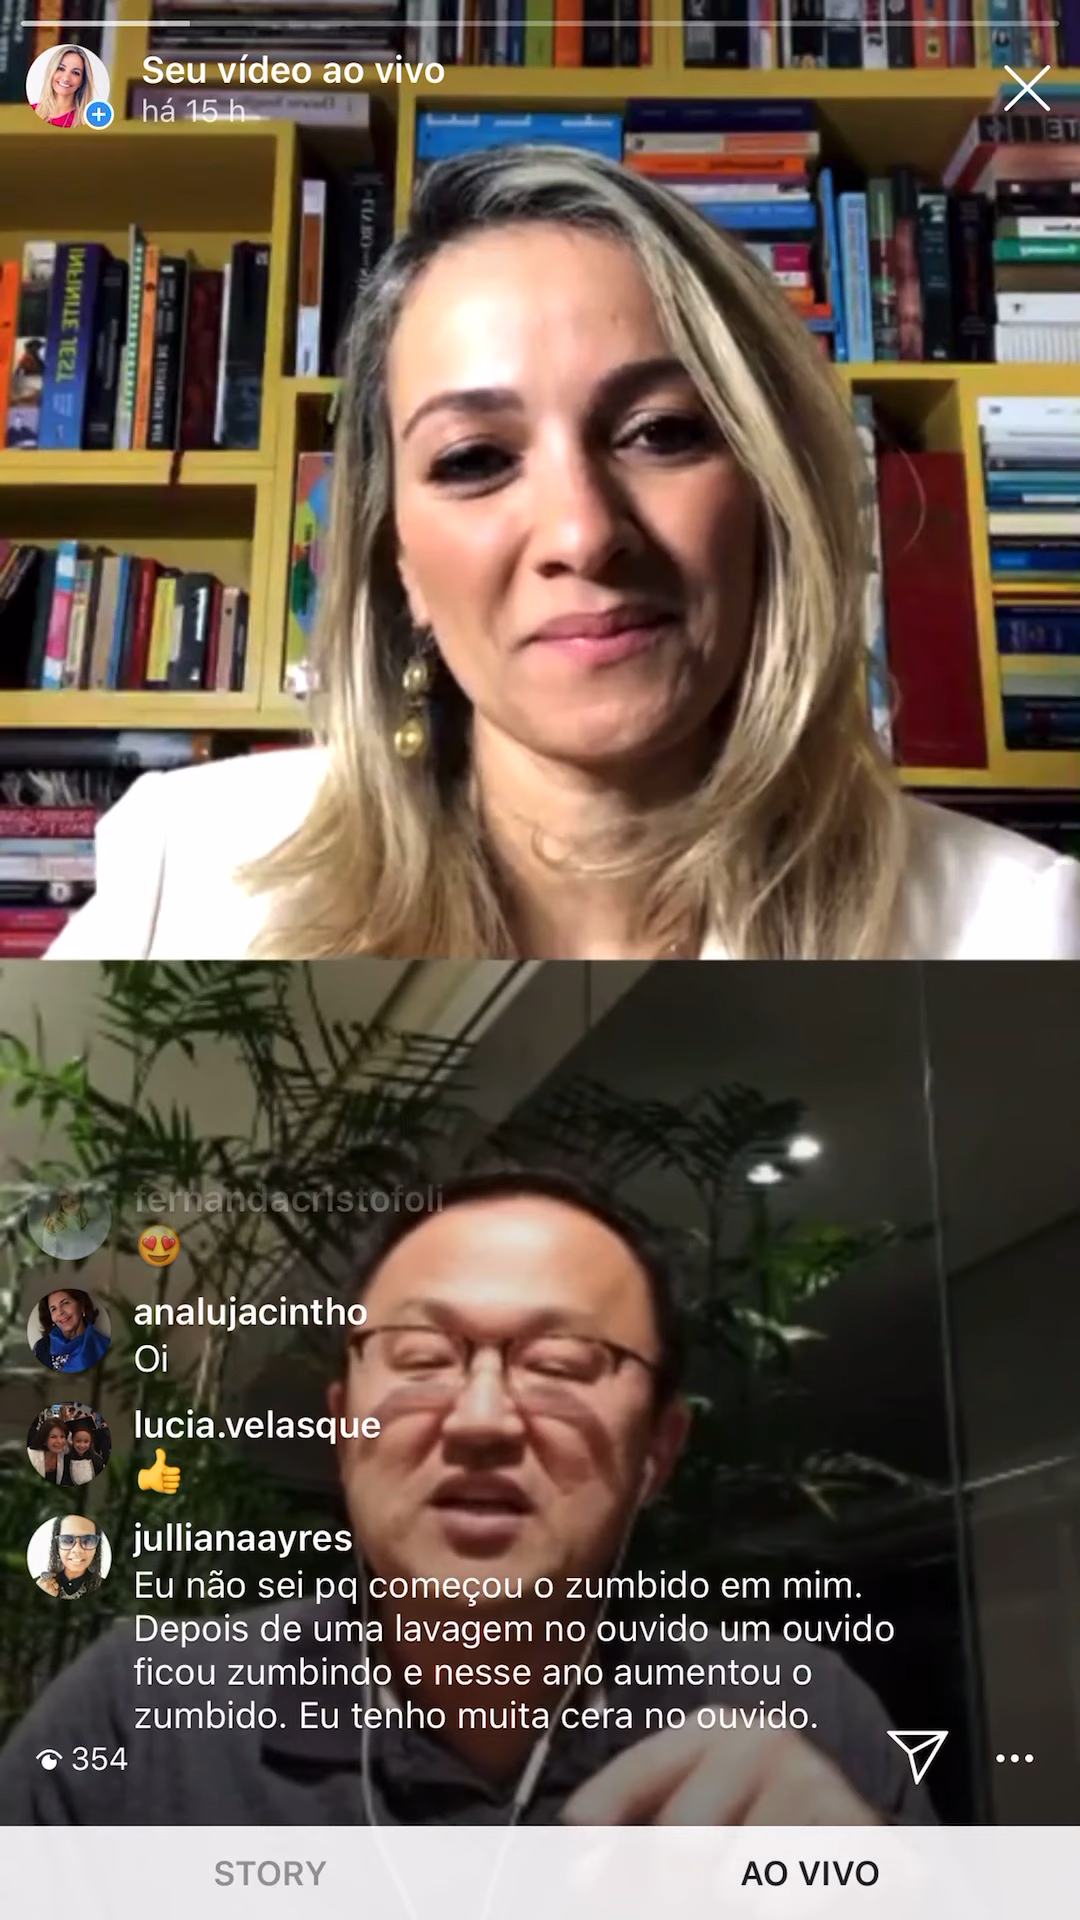 Seu vídeo ao vivo
há 15 h
INFINITE JEST
fernandacristofoli
😍
analujacintho
Oi
lucia.velasque
👍
jullianaayres
Eu não sei pq começou o zumbido em mim.
Depois de uma lavagem no ouvido um ouvido
ficou zumbindo e nesse ano aumentou o
zumbido. Eu tenho muita cera no ouvido.
354
STORY
AO VIVO